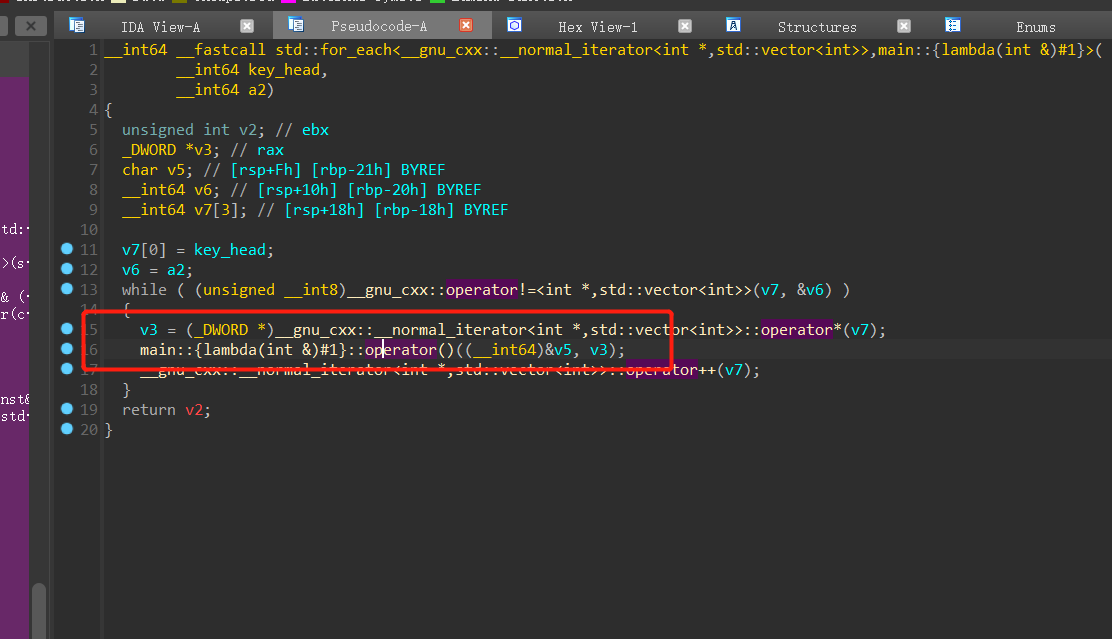 IDA View-A Pseudocode-A Hex View-1 Structures Enums
1 __int64 __fastcall std::for_each<__gnu_cxx::__normal_iterator<int *,std::vector<int>>,main::{lambda(int &)#1}>(
2 __int64 key_head,
3 __int64 a2)
4 {
5 unsigned int v2; // ebx
6 _DWORD *v3; // rax
7 char v5; // [rsp+Fh] [rbp-21h] BYREF
8 __int64 v6; // [rsp+10h] [rbp-20h] BYREF
9 __int64 v7[3]; // [rsp+18h] [rbp-18h] BYREF
10
11 v7[0] = key_head;
12 v6 = a2;
13 while ( (unsigned __int8)__gnu_cxx::operator!=<int *,std::vector<int>>(v7, &v6) )
14 {
15 v3 = (_DWORD *)__gnu_cxx::__normal_iterator<int *,std::vector<int>>::operator*(v7);
16 main::{lambda(int &)#1}::operator()((__int64)&v5, v3);
17 __gnu_cxx::__normal_iterator<int *,std::vector<int>>::operator++(v7);
18 }
19 return v2;
20 }
td:
>(s
& (
r(c
nst&
std